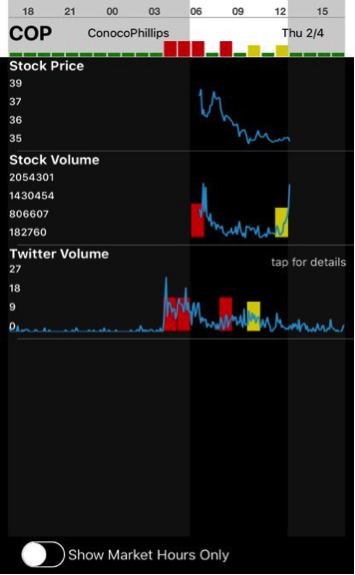 18 21 00 03 06 09 12 15
COP ConocoPhillips Thu 2/4
Stock Price
39
37
36
35
Stock Volume
2054301
1430454
806607
182760
Twitter Volume
tap for details
27
18
9
0
Show Market Hours Only